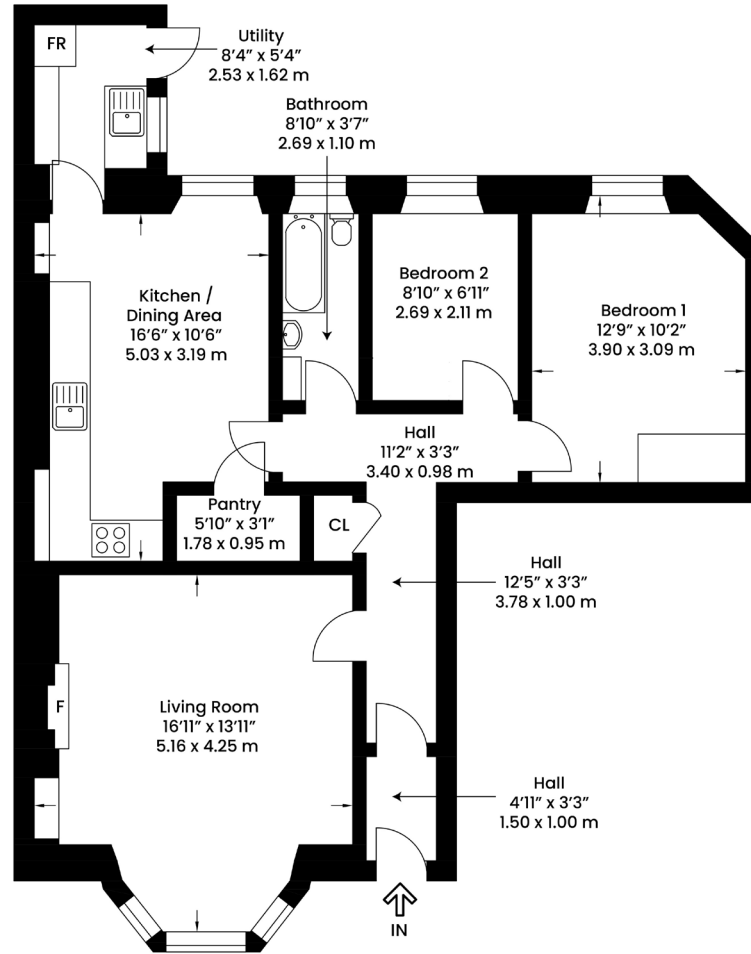 FR
Utility
8’4” x 5’4”
2.53 x 1.62 m
Bathroom
8’10” x 3’7”
2.69 x 1.10 m
Kitchen /
Dining Area
16’6” x 10’6”
5.03 x 3.19 m
Bedroom 2
8’10” x 6’11”
2.69 x 2.11 m
Bedroom 1
12’9” x 10’2”
3.90 x 3.09 m
Hall
11’2” x 3’3”
3.40 x 0.98 m
Pantry
5’10” x 3’1”
1.78 x 0.95 m
CL
Hall
12’5” x 3’3”
3.78 x 1.00 m
F
Living Room
16’11” x 13’11”
5.16 x 4.25 m
Hall
4’11” x 3’3”
1.50 x 1.00 m
IN